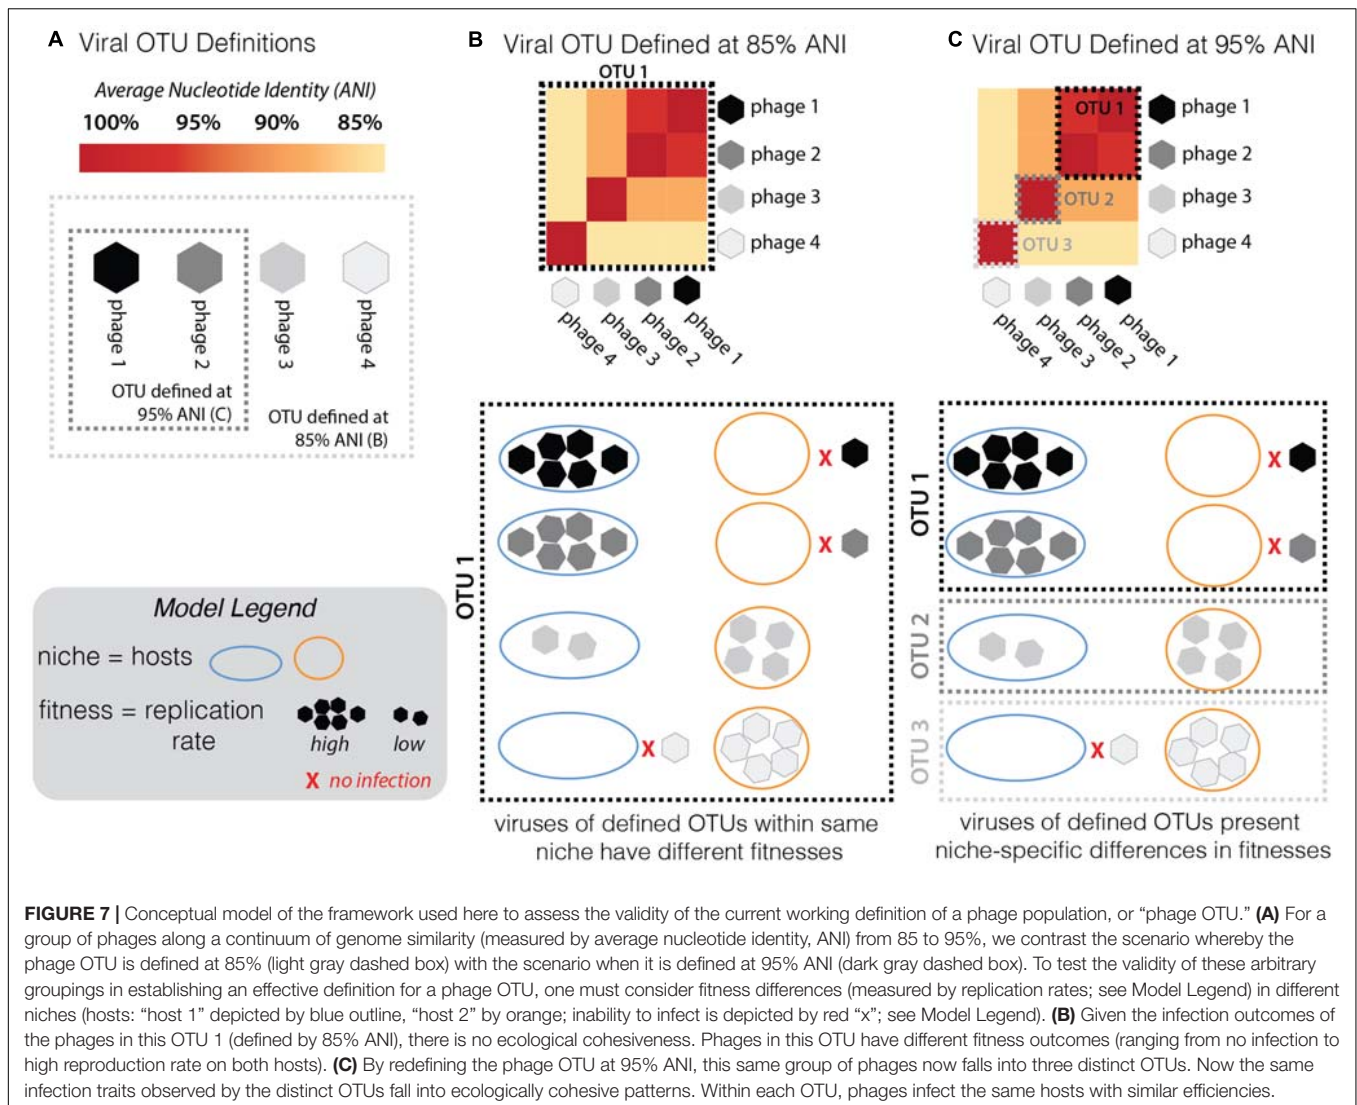 A Viral OTU Definitions
Average Nucleotide Identity (ANI)
100% 95% 90% 85%
phage 1
phage 2
phage 3
phage 4
OTU defined at
95% ANI (C)
OTU defined at
85% ANI (B)
Model Legend
niche = hosts
fitness = replication
rate
high low
X no infection
B Viral OTU Defined at 85% ANI
OTU 1
phage 1
phage 2
phage 3
phage 4
phage 4
phage 3
phage 2
phage 1
OTU 1
X
X
X
viruses of defined OTUs within same
niche have different fitnesses
C Viral OTU Defined at 95% ANI
OTU 1
OTU 2
OTU 3
phage 1
phage 2
phage 3
phage 4
phage 4
phage 3
phage 2
phage 1
OTU 1
X
X
OTU 2
OTU 3
X
viruses of defined OTUs present
niche-specific differences in fitnesses
FIGURE 7 | Conceptual model of the framework used here to assess the validity of the current working definition of a phage population, or “phage OTU.” (A) For a
group of phages along a continuum of genome similarity (measured by average nucleotide identity, ANI) from 85 to 95%, we contrast the scenario whereby the
phage OTU is defined at 85% (light gray dashed box) with the scenario when it is defined at 95% ANI (dark gray dashed box). To test the validity of these arbitrary
groupings in establishing an effective definition for a phage OTU, one must consider fitness differences (measured by replication rates; see Model Legend) in different
niches (hosts: “host 1” depicted by blue outline, “host 2” by orange; inability to infect is depicted by red “x”; see Model Legend). (B) Given the infection outcomes of
the phages in this OTU 1 (defined by 85% ANI), there is no ecological cohesiveness. Phages in this OTU have different fitness outcomes (ranging from no infection to
high reproduction rate on both hosts). (C) By redefining the phage OTU at 95% ANI, this same group of phages now falls into three distinct OTUs. Now the same
infection traits observed by the distinct OTUs fall into ecologically cohesive patterns. Within each OTU, phages infect the same hosts with similar efficiencies.